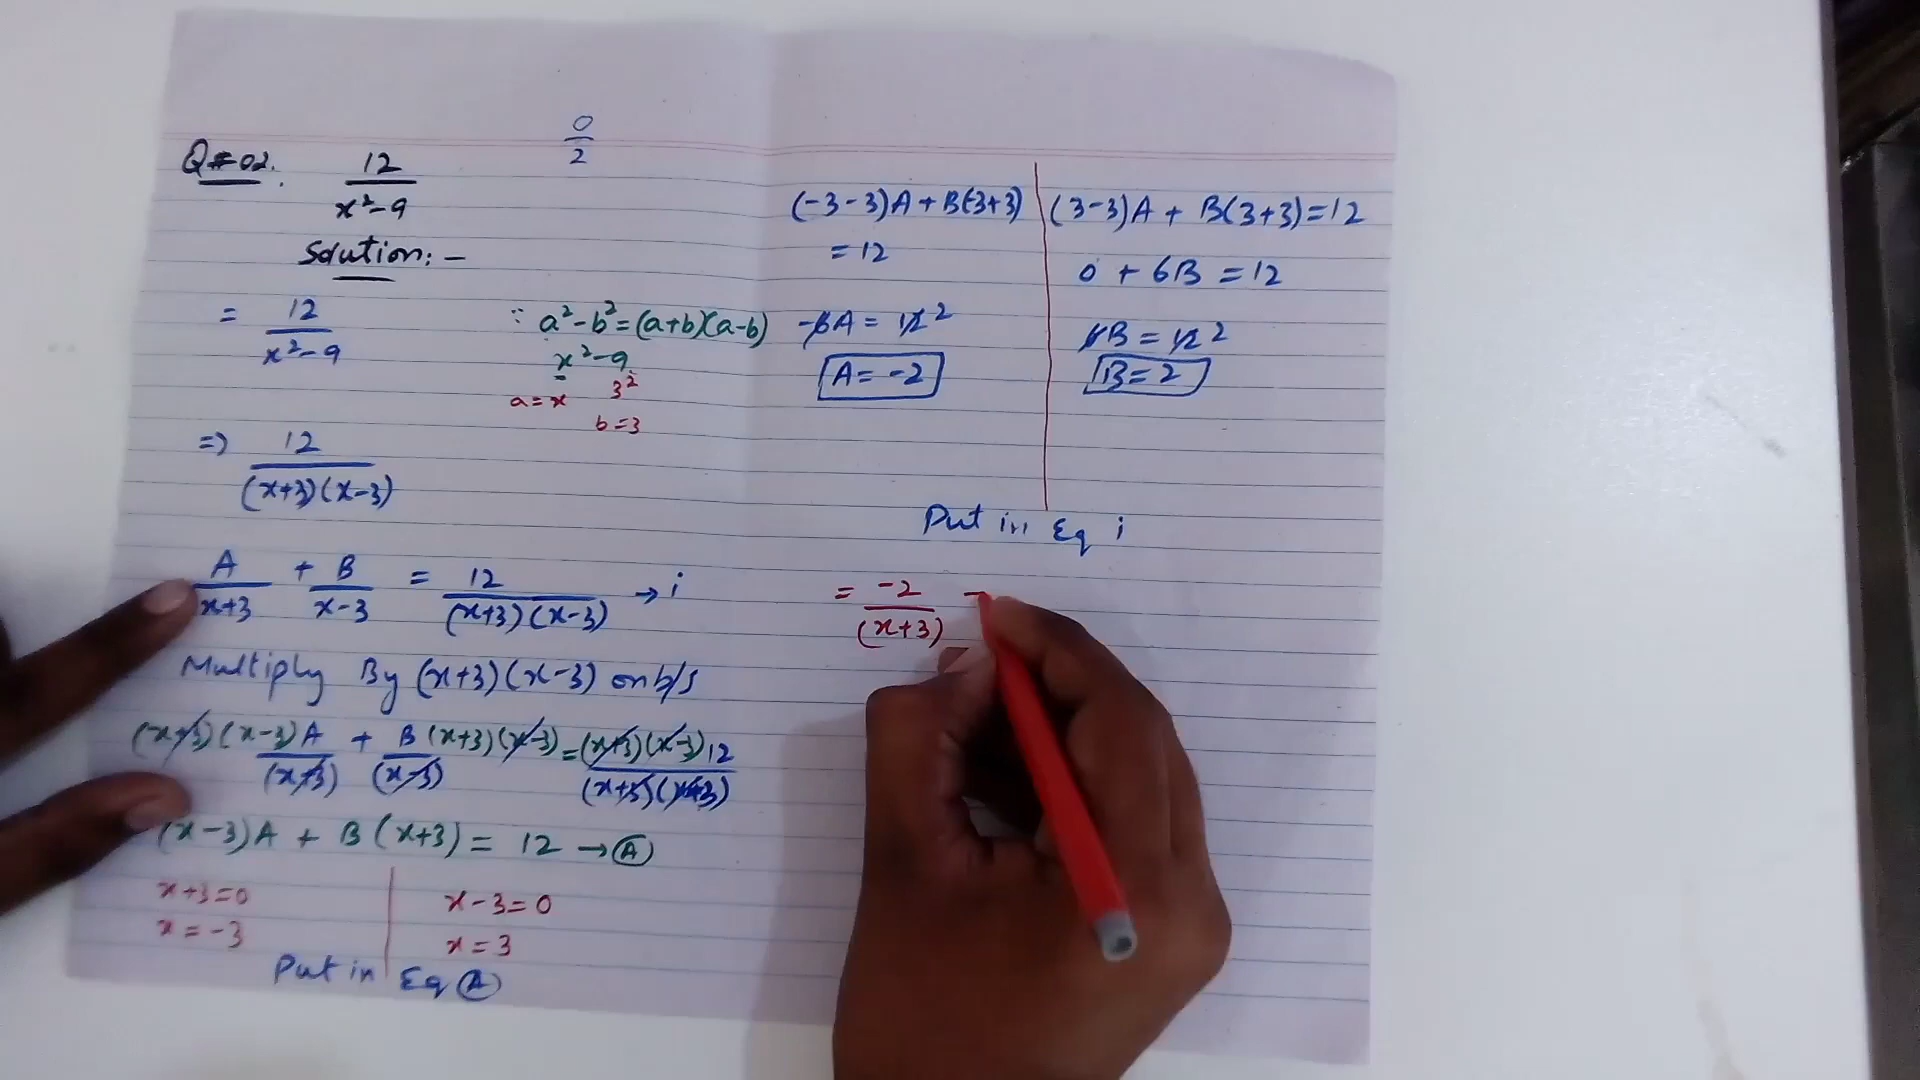 0/2
Q#02. 12/x²-9
Solution:-
= 12/x²-9
∵ a²-b²=(a+b)(a-b)
x²-9
a=x 3²
b=3
=> 12/(x+3)(x-3)
A/x+3 + B/x-3 = 12/(x+3)(x-3) → i
Multiply By (x+3)(x-3) on b/s
(x+3)(x-3)A/(x+3) + B(x+3)(x-3)/(x-3) = (x+3)(x-3)12/(x+3)(x+3)
(x-3)A + B(x+3) = 12 → A
x+3=0
x=-3
x-3=0
x=3
Put in Eq A
(-3-3)A+B(-3+3)
=12
-6A = 12 2
A=-2
(3-3)A + B(3+3)=12
0 + 6B = 12
6B = 12 2
B=2
Put in Eq i
= -2/(x+3)